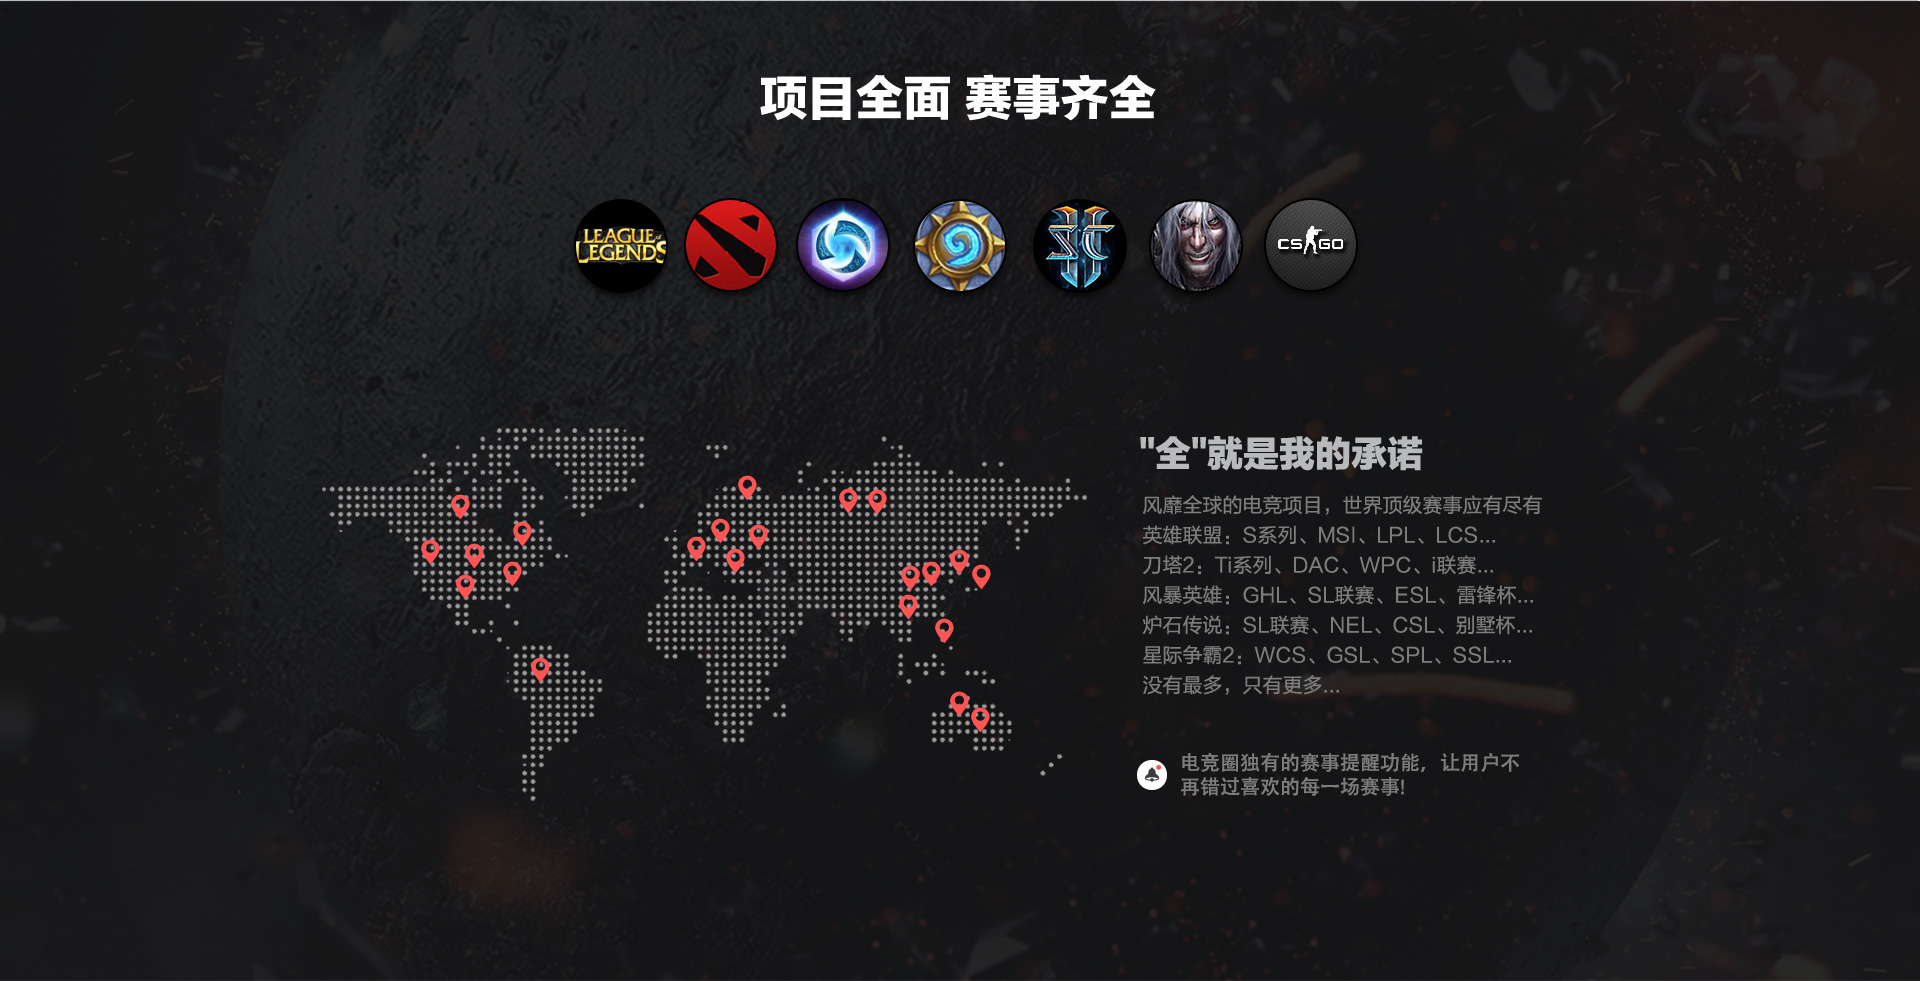 项目全面 赛事齐全
LEAGUE of LEGENDS
CS GO
"全"就是我的承诺
风靡全球的电竞项目，世界顶级赛事应有尽有
英雄联盟：S系列、MSI、LPL、LCS...
刀塔2：Ti系列、DAC、WPC、i联赛...
风暴英雄：GHL、SL联赛、ESL、雷锋杯...
炉石传说：SL联赛、NEL、CSL、别墅杯...
星际争霸2：WCS、GSL、SPL、SSL...
没有最多，只有更多...
电竞圈独有的赛事提醒功能，让用户不
再错过喜欢的每一场赛事!